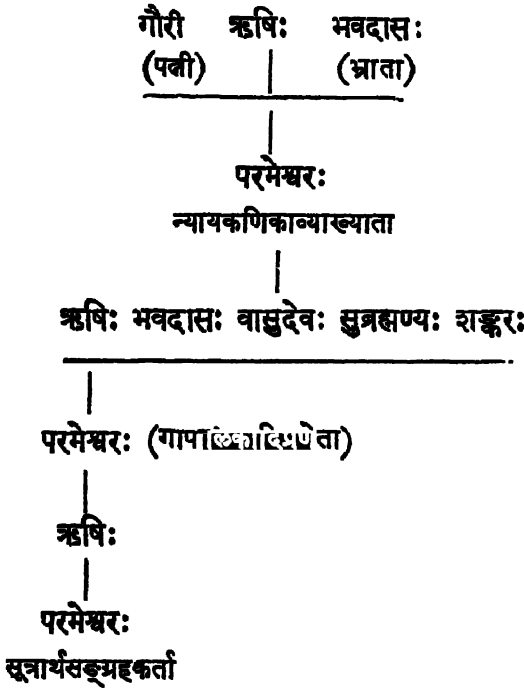 गौरी ऋषिः भवदासः
(पत्नी) (भ्राता)
परमेश्वरः
न्यायकणिकाव्याख्याता
ऋषिः भवदासः वासुदेवः सुब्रह्मण्यः शङ्करः
परमेश्वरः (गापालिकादिप्रणेता)
ऋषिः
परमेश्वरः
सूत्रार्थसङ्ग्रहकर्ता